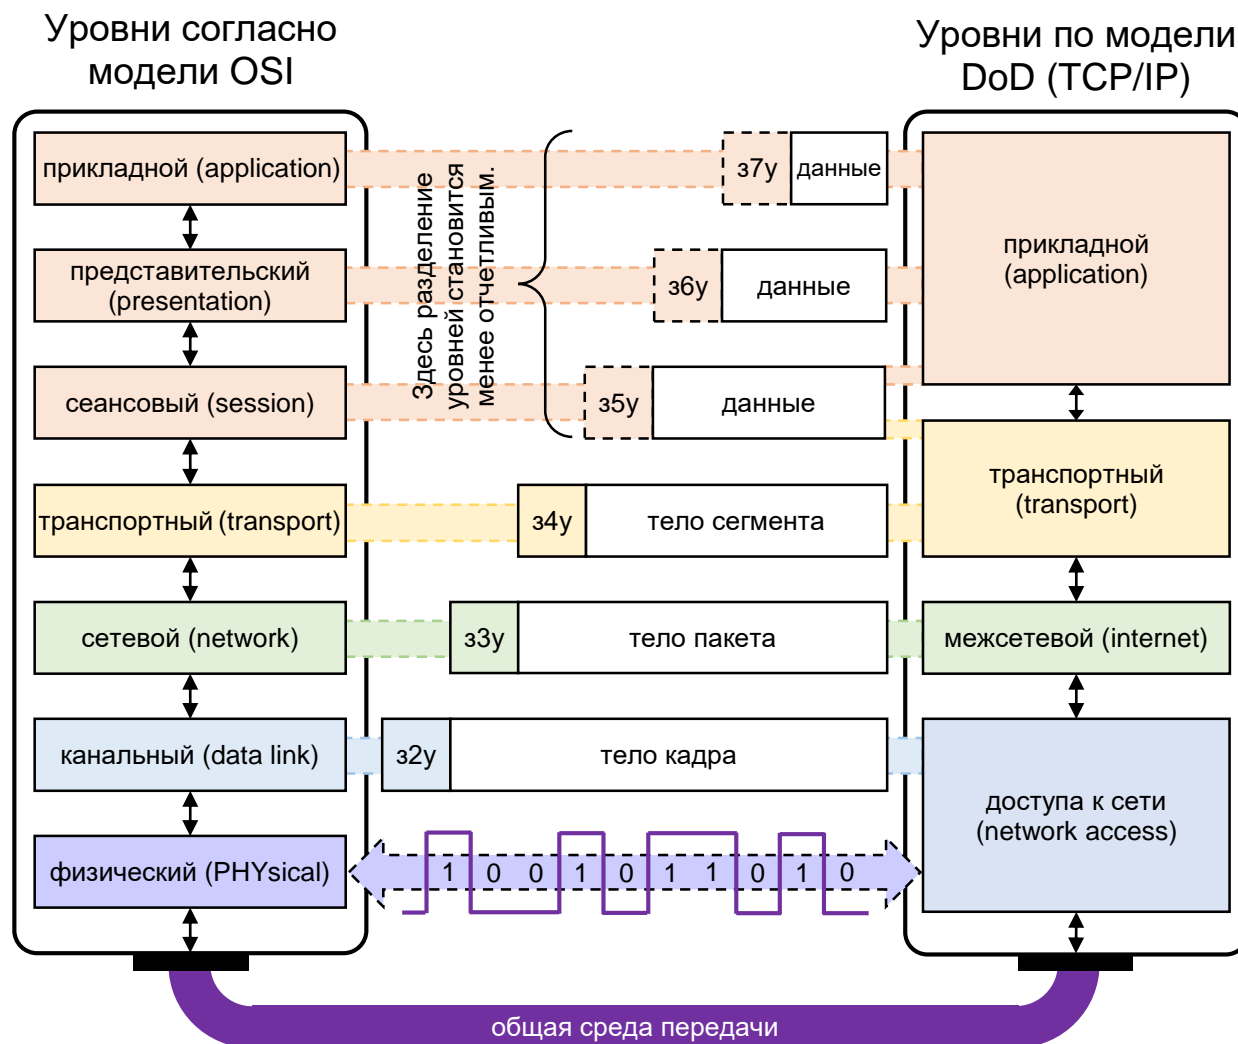 Уровни согласно
модели OSI
Уровни по модели
DoD (TCP/IP)
прикладной (application)
з7у
данные
прикладной
(application)
Здесь разделение
уровней становится
менее отчетливым.
представительский
(presentation)
з6у
данные
сеансовый (session)
з5у
данные
транспортный (transport)
з4у
тело сегмента
транспортный
(transport)
сетевой (network)
з3у
тело пакета
межсетевой (internet)
канальный (data link)
з2у
тело кадра
доступа к сети
(network access)
физический (PHYsical)
1 0 0 1 0 1 1 0 1 0
общая среда передачи